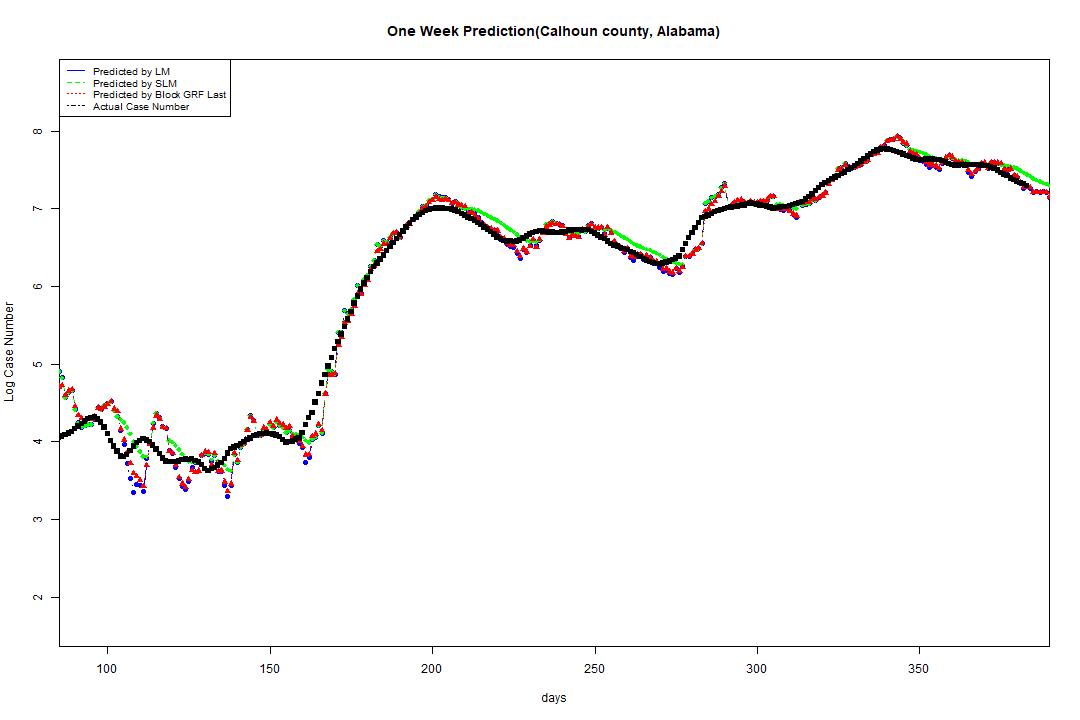 One Week Prediction(Calhoun county, Alabama)
Predicted by LM
Predicted by SLM
Predicted by Block GRF Last
Actual Case Number
8
7
6
5
4
3
2
Log Case Number
100 150 200 250 300 350
days